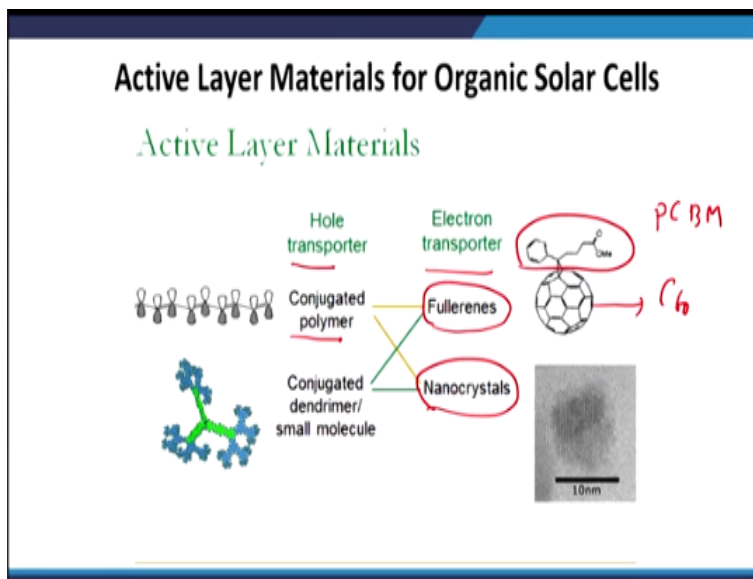 Active Layer Materials for Organic Solar Cells
Active Layer Materials
Hole
transporter
Electron
transporter
PCBM
O
OMe
Conjugated
polymer
Fullerenes
C60
Conjugated
dendrimer/
small molecule
Nanocrystals
10nm